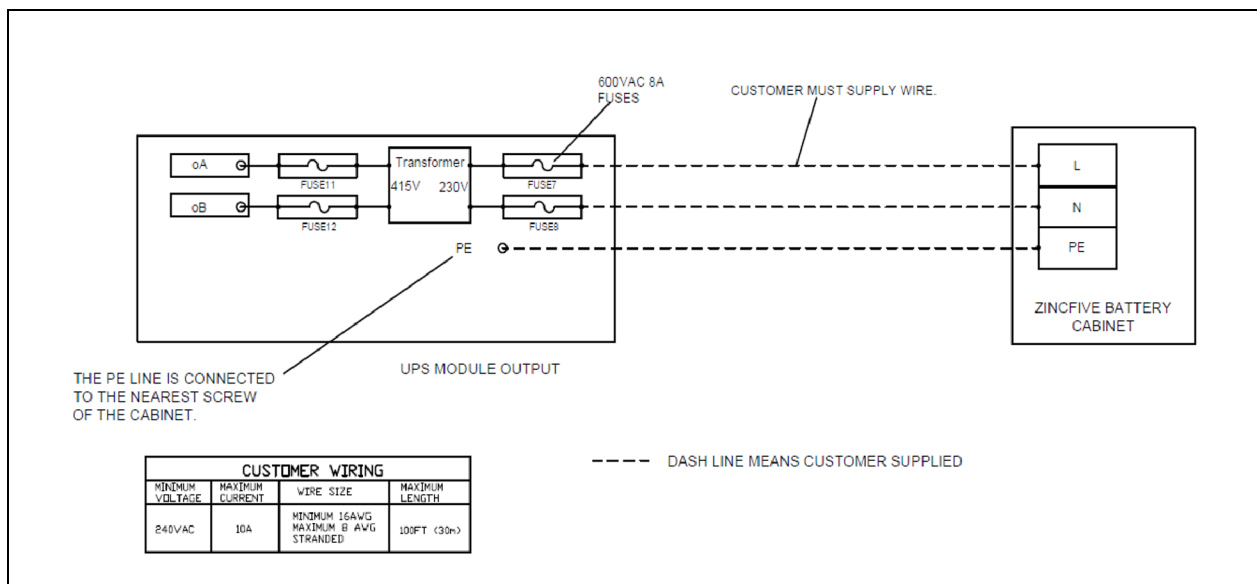 600VAC 8A
FUSES
CUSTOMER MUST SUPPLY WIRE.
oA
FUSE11
Transformer
415V 230V
FUSE7
L
oB
FUSE12
FUSE8
N
PE
PE
ZINCFIVE BATTERY
CABINET
UPS MODULE OUTPUT
THE PE LINE IS CONNECTED
TO THE NEAREST SCREW
OF THE CABINET.
DASH LINE MEANS CUSTOMER SUPPLIED
CUSTOMER WIRING
MINIMUM VOLTAGE
MAXIMUM CURRENT
WIRE SIZE
MAXIMUM LENGTH
240VAC
10A
MINIMUM 16AWG
MAXIMUM 8 AWG
STRANDED
100FT (30m)